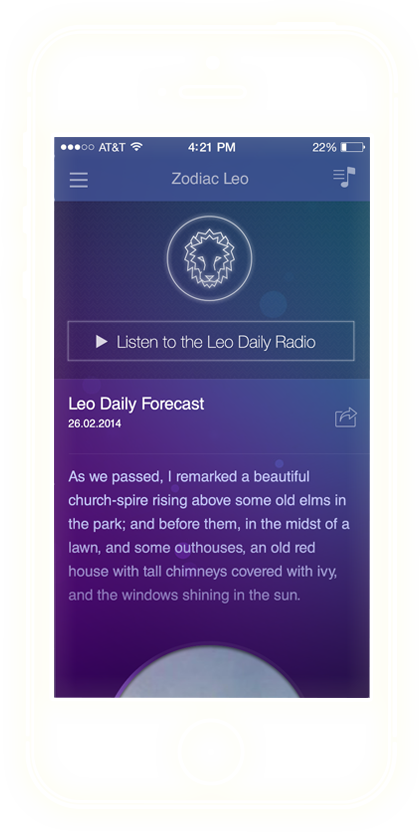 AT&T 4:21 PM 22%
Zodiac Leo
Listen to the Leo Daily Radio
Leo Daily Forecast
26.02.2014
As we passed, I remarked a beautiful
church-spire rising above some old elms in
the park; and before them, in the midst of a
lawn, and some outhouses, an old red
house with tall chimneys covered with ivy,
and the windows shining in the sun.